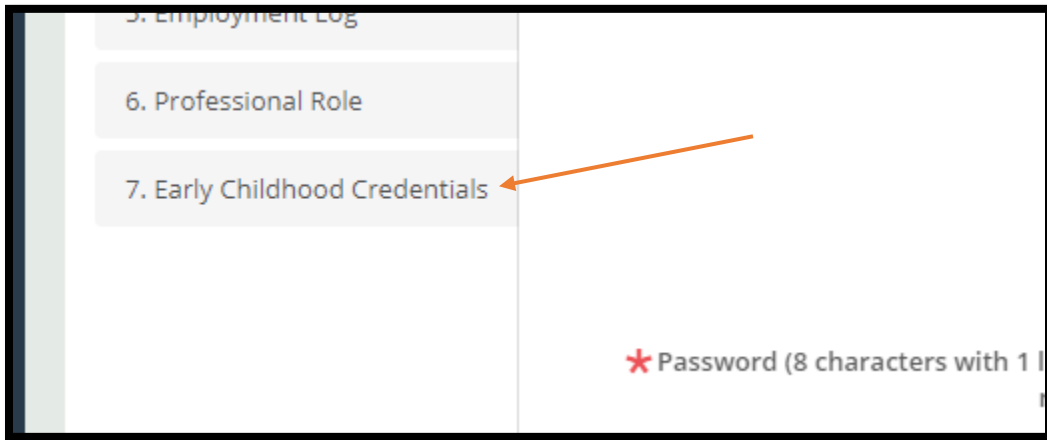 5. Employment Log
6. Professional Role
7. Early Childhood Credentials
* Password (8 characters with 1